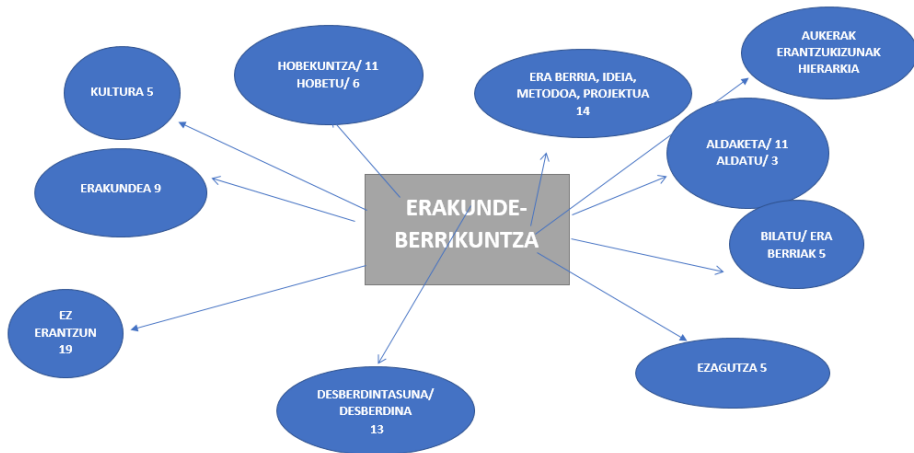 KULTURA 5
HOBEKUNTZA/ 11
HOBETU/ 6
ERA BERRIA, IDEIA,
METODOA, PROJEKTUA
14
AUKERAK
ERANTZUKIZUNAK
HIERARKIA
ERAKUNDEA 9
ALDAKETA/ 11
ALDATU/ 3
ERAKUNDE-
BERRIKUNTZA
BILATU/ ERA
BERRIAK 5
EZ
ERANTZUN
19
DESBERDINTASUNA/
DESBERDINA
13
EZAGUTZA 5